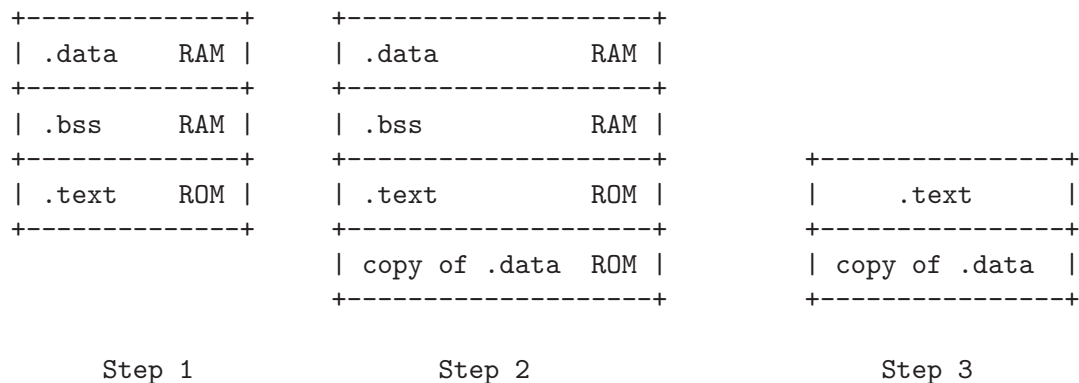 +--------------+     +--------------------+
| .data    RAM |     | .data          RAM |
+--------------+     +--------------------+
| .bss     RAM |     | .bss           RAM |
+--------------+     +--------------------+         +----------------+
| .text    ROM |     | .text          ROM |         |     .text      |
+--------------+     +--------------------+         +----------------+
                     | copy of .data  ROM |         | copy of .data  |
                     +--------------------+         +----------------+
      Step 1                Step 2                       Step 3